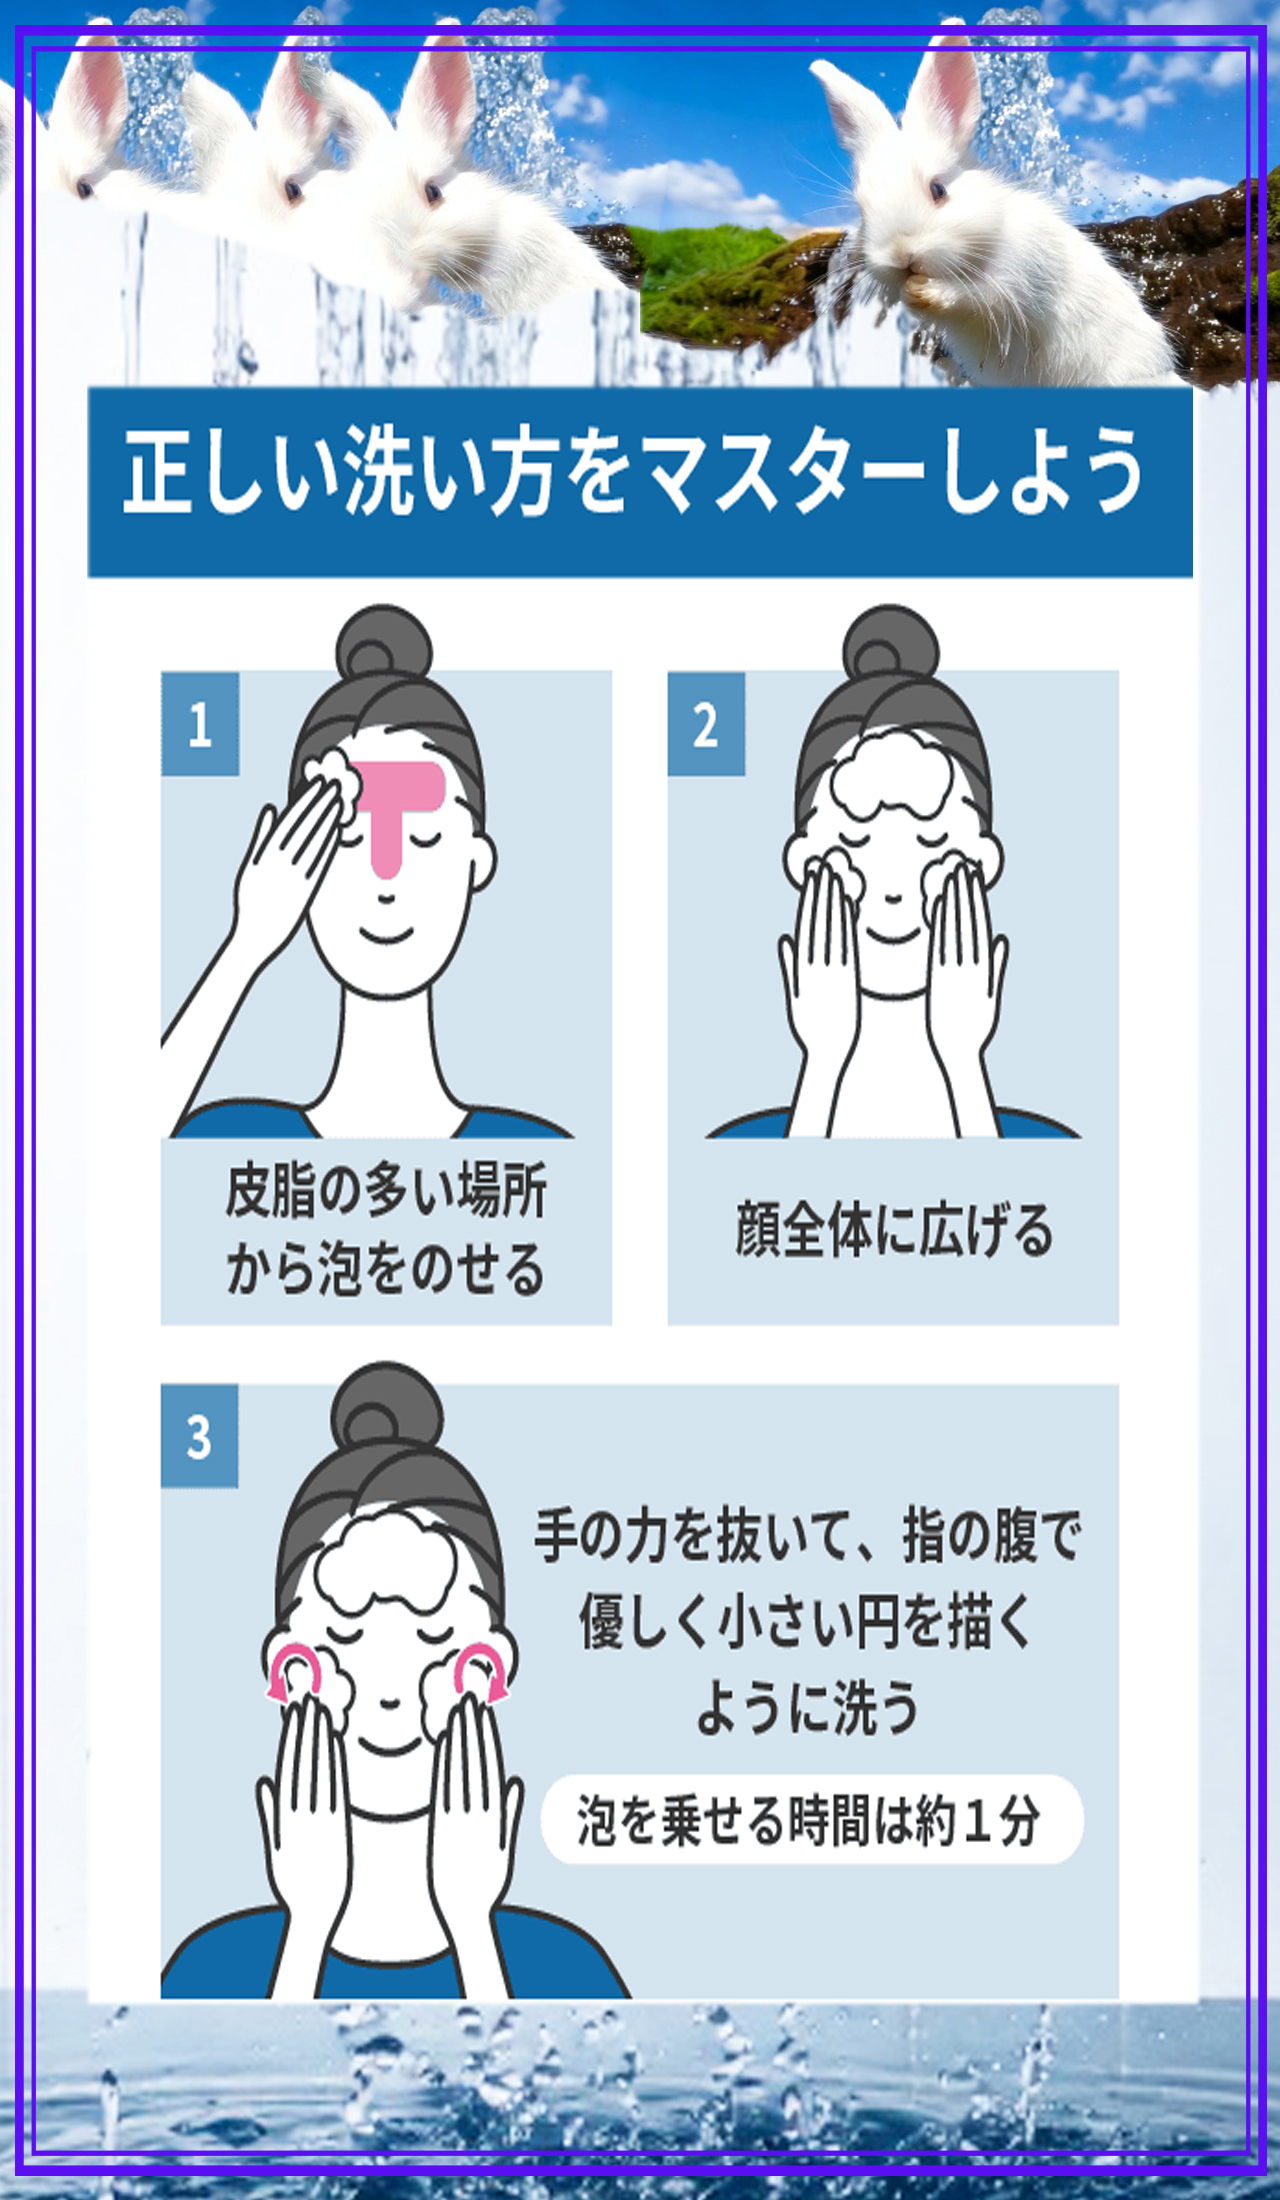 正しい洗い方をマスターしよう
1
皮脂の多い場所
から泡をのせる
2
顔全体に広げる
3
手の力を抜いて、指の腹で
優しく小さい円を描く
ように洗う
泡を乗せる時間は約１分